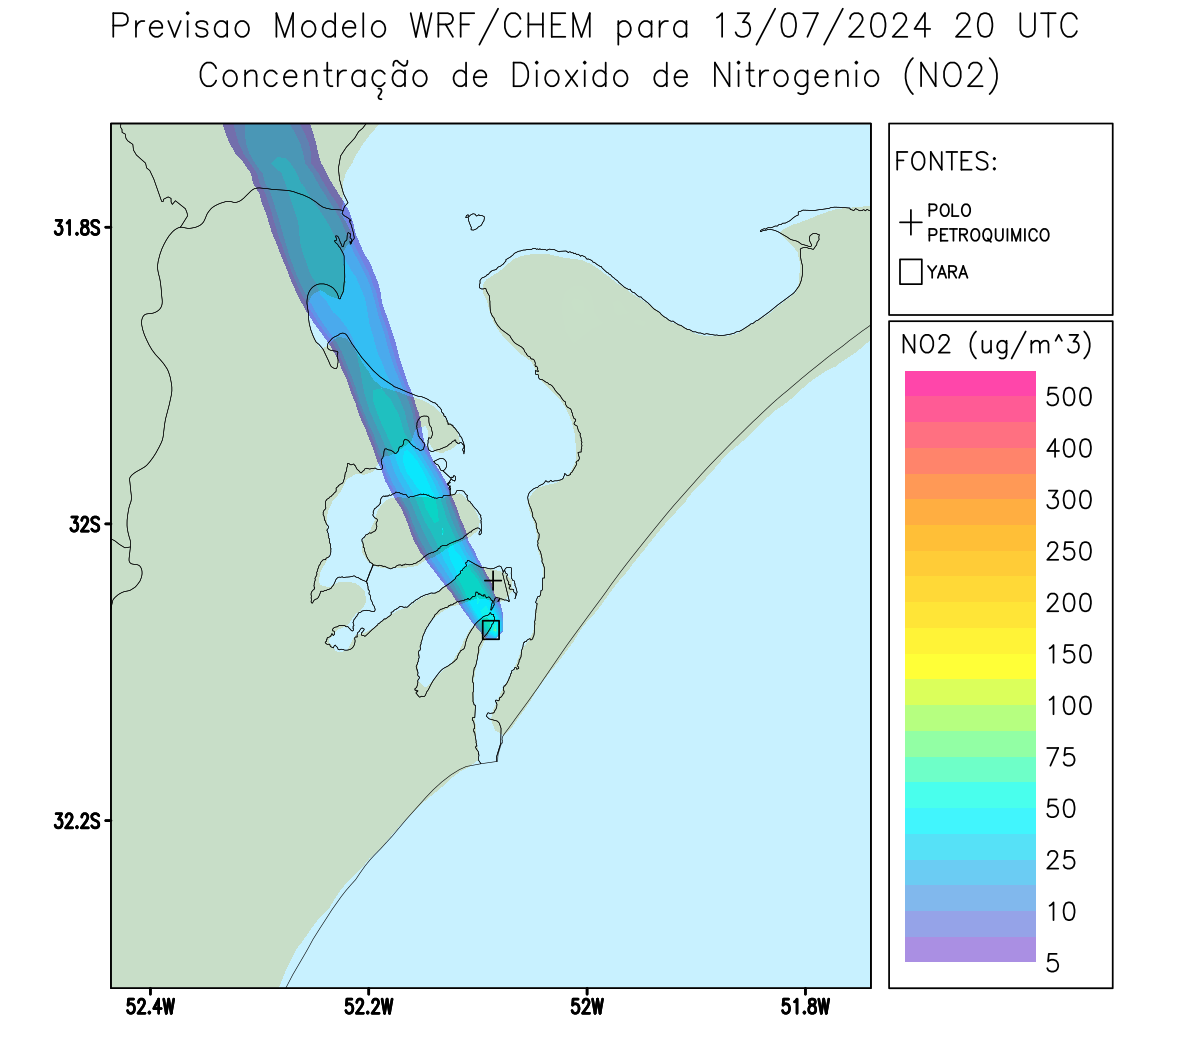 Previsao Modelo WRF/CHEM para 13/07/2024 20 UTC
Concentração de Dioxido de Nitrogenio (NO2)
FONTES:
POLO
PETROQUIMICO
YARA
NO2 (ug/m^3)
500
400
300
250
200
150
100
75
50
25
10
5
31.8S
32S
32.2S
52.4W
52.2W
52W
51.8W